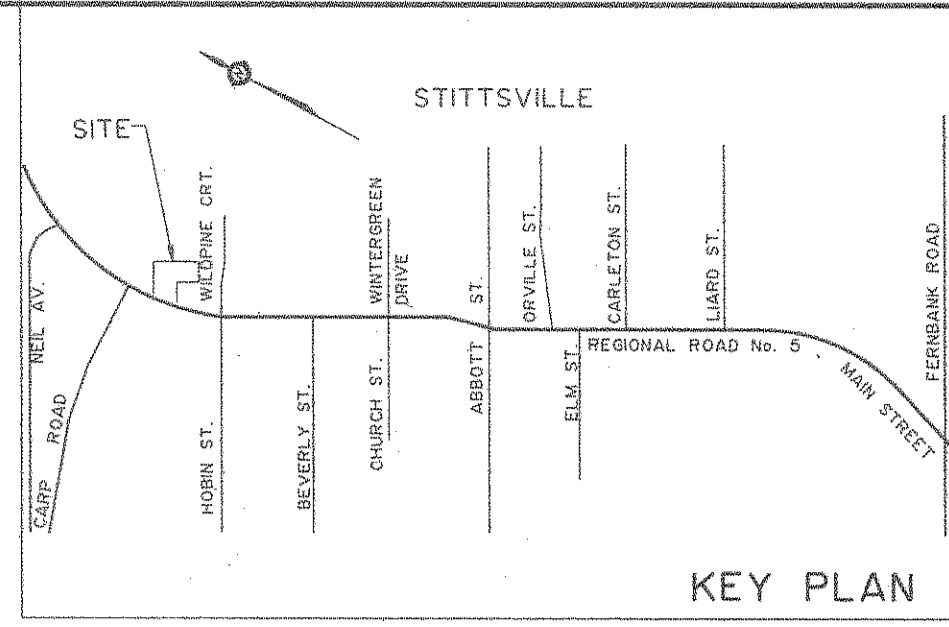 STITTSVILLE
SITE
NEIL AV.
CARP ROAD
WILDPINE CRT.
HOBIN ST.
BEVERLY ST.
WINTERGREEN
DRIVE
CHURCH ST.
ABBOTT ST.
ORVILLE ST.
ELM ST.
CARLETON ST.
LIARD ST.
REGIONAL ROAD No. 5
MAIN STREET
FERNBANK ROAD
KEY PLAN